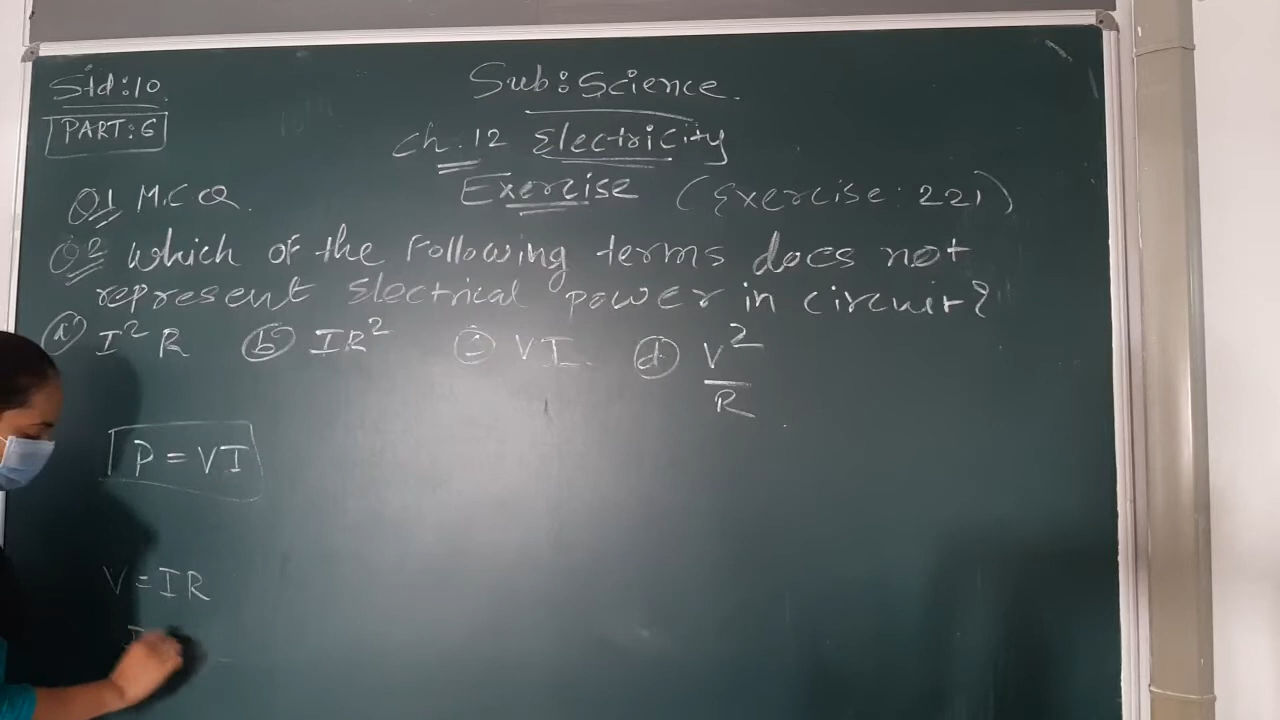 Std:10.
PART:6
Sub: Science.
Ch.12 Electricity
Exercise (Exercise: 221)
Q1 M.C Q.
Q2 Which of the following terms does not
represent Electrical power in circuit?
(a) I²R (b) IR² (c) VI. (d) V²/R
P = VI
V = IR
I